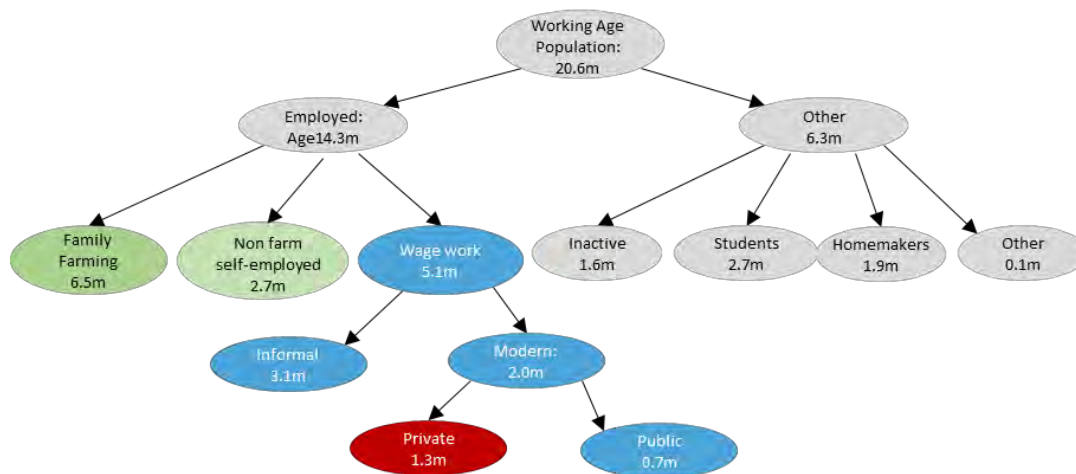 Working Age
Population:
20.6m
Employed:
Age14.3m
Other
6.3m
Family
Farming
6.5m
Non farm
self-employed
2.7m
Wage work
5.1m
Inactive
1.6m
Students
2.7m
Homemakers
1.9m
Other
0.1m
Informal
3.1m
Modern:
2.0m
Private
1.3m
Public
0.7m